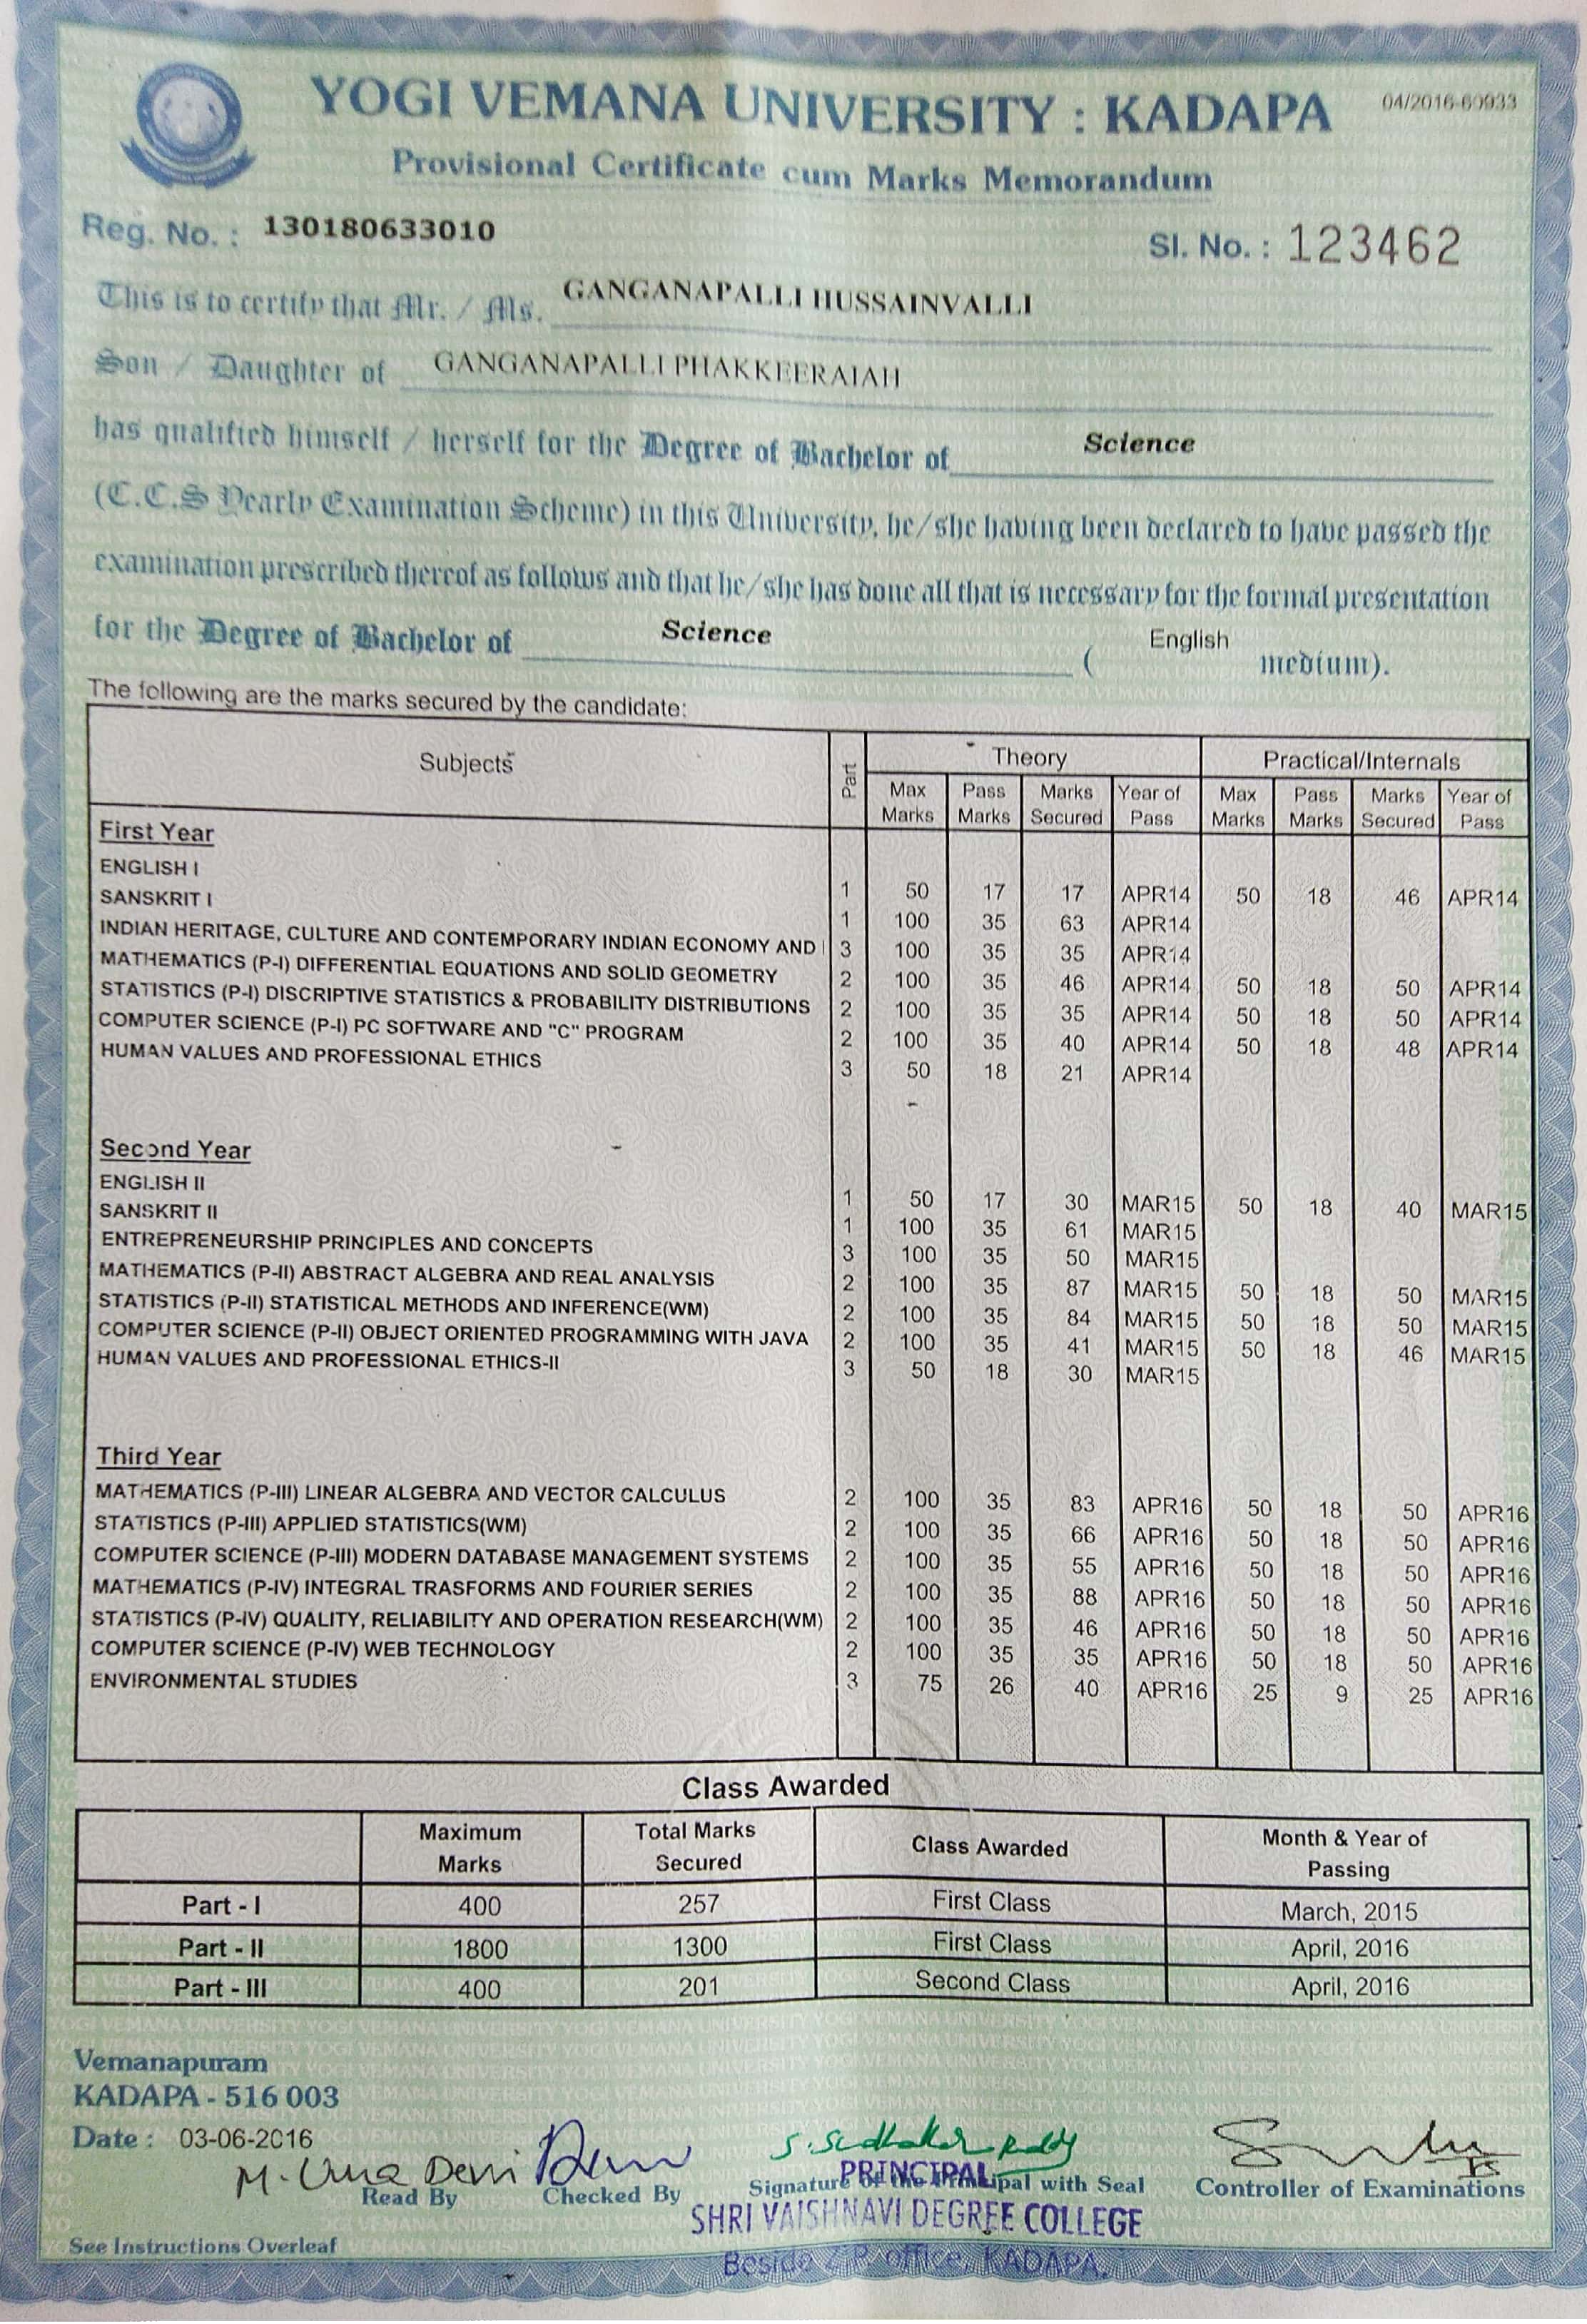 YOGI VEMANA UNIVERSITY : KADAPA
04/2016-60933
Provisional Certificate cum Marks Memorandum
Reg. No. : 130180633010
Sl. No. : 123462
This is to certify that Mr. / Ms. GANGANAPALLI HUSSAINVALLI
Son / Daughter of GANGANAPALLI PHAKKEERAIAH
has qualified himself / herself for the Degree of Bachelor of Science
(C.C.S Yearly Examination Scheme) in this University, he/she having been declared to have passed the
examination prescribed thereof as follows and that he/she has done all that is necessary for the formal presentation
for the Degree of Bachelor of Science ( English medium).
The following are the marks secured by the candidate:
Subjects Part Theory Practical/Internals
Max Marks Pass Marks Marks Secured Year of Pass Max Marks Pass Marks Marks Secured Year of Pass
First Year
ENGLISH I 1 50 17 17 APR14 50 18 46 APR14
SANSKRIT I 1 100 35 63 APR14
INDIAN HERITAGE, CULTURE AND CONTEMPORARY INDIAN ECONOMY AND 3 100 35 35 APR14
MATHEMATICS (P-I) DIFFERENTIAL EQUATIONS AND SOLID GEOMETRY 2 100 35 46 APR14 50 18 50 APR14
STATISTICS (P-I) DISCRIPTIVE STATISTICS & PROBABILITY DISTRIBUTIONS 2 100 35 35 APR14 50 18 50 APR14
COMPUTER SCIENCE (P-I) PC SOFTWARE AND "C" PROGRAM 2 100 35 40 APR14 50 18 48 APR14
HUMAN VALUES AND PROFESSIONAL ETHICS 3 50 18 21 APR14
Second Year
ENGLISH II 1 50 17 30 MAR15 50 18 40 MAR15
SANSKRIT II 1 100 35 61 MAR15
ENTREPRENEURSHIP PRINCIPLES AND CONCEPTS 3 100 35 50 MAR15
MATHEMATICS (P-II) ABSTRACT ALGEBRA AND REAL ANALYSIS 2 100 35 87 MAR15 50 18 50 MAR15
STATISTICS (P-II) STATISTICAL METHODS AND INFERENCE(WM) 2 100 35 84 MAR15 50 18 50 MAR15
COMPUTER SCIENCE (P-II) OBJECT ORIENTED PROGRAMMING WITH JAVA 2 100 35 41 MAR15 50 18 46 MAR15
HUMAN VALUES AND PROFESSIONAL ETHICS-II 3 50 18 30 MAR15
Third Year
MATHEMATICS (P-III) LINEAR ALGEBRA AND VECTOR CALCULUS 2 100 35 83 APR16 50 18 50 APR16
STATISTICS (P-III) APPLIED STATISTICS(WM) 2 100 35 66 APR16 50 18 50 APR16
COMPUTER SCIENCE (P-III) MODERN DATABASE MANAGEMENT SYSTEMS 2 100 35 55 APR16 50 18 50 APR16
MATHEMATICS (P-IV) INTEGRAL TRASFORMS AND FOURIER SERIES 2 100 35 88 APR16 50 18 50 APR16
STATISTICS (P-IV) QUALITY, RELIABILITY AND OPERATION RESEARCH(WM) 2 100 35 46 APR16 50 18 50 APR16
COMPUTER SCIENCE (P-IV) WEB TECHNOLOGY 2 100 35 35 APR16 50 18 50 APR16
ENVIRONMENTAL STUDIES 3 75 26 40 APR16 25 9 25 APR16
Class Awarded
Maximum Marks Total Marks Secured Class Awarded Month & Year of Passing
Part - I 400 257 First Class March, 2015
Part - II 1800 1300 First Class April, 2016
Part - III 400 201 Second Class April, 2016
Vemanapuram
KADAPA - 516 003
Date : 03-06-2016
M. Uma Devi
S. Sudhakar Reddy
Read By
Checked By
Signature of the Principal with Seal
Controller of Examinations
PRINCIPAL
SHRI VAISHNAVI DEGREE COLLEGE
Beside Z.P. office, KADAPA.
See Instructions Overleaf